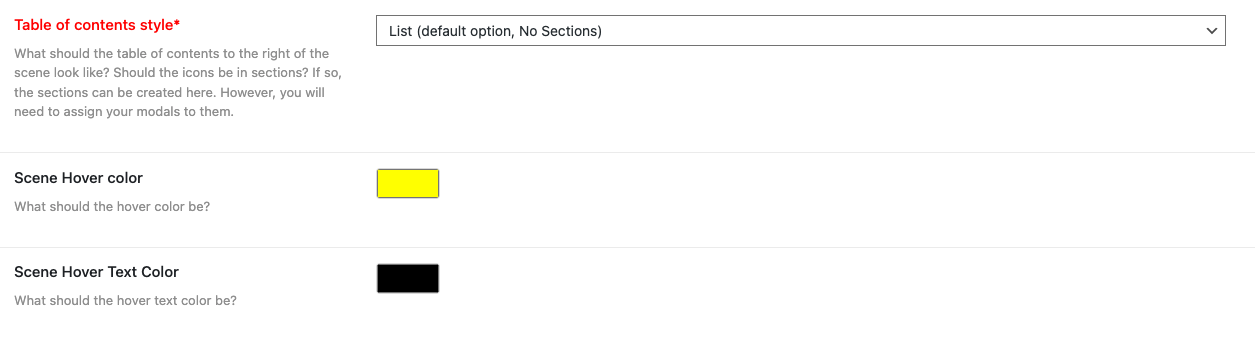 Table of contents style*
List (default option, No Sections)
What should the table of contents to the right of the
scene look like? Should the icons be in sections? If so,
the sections can be created here. However, you will
need to assign your modals to them.
Scene Hover color
What should the hover color be?
Scene Hover Text Color
What should the hover text color be?